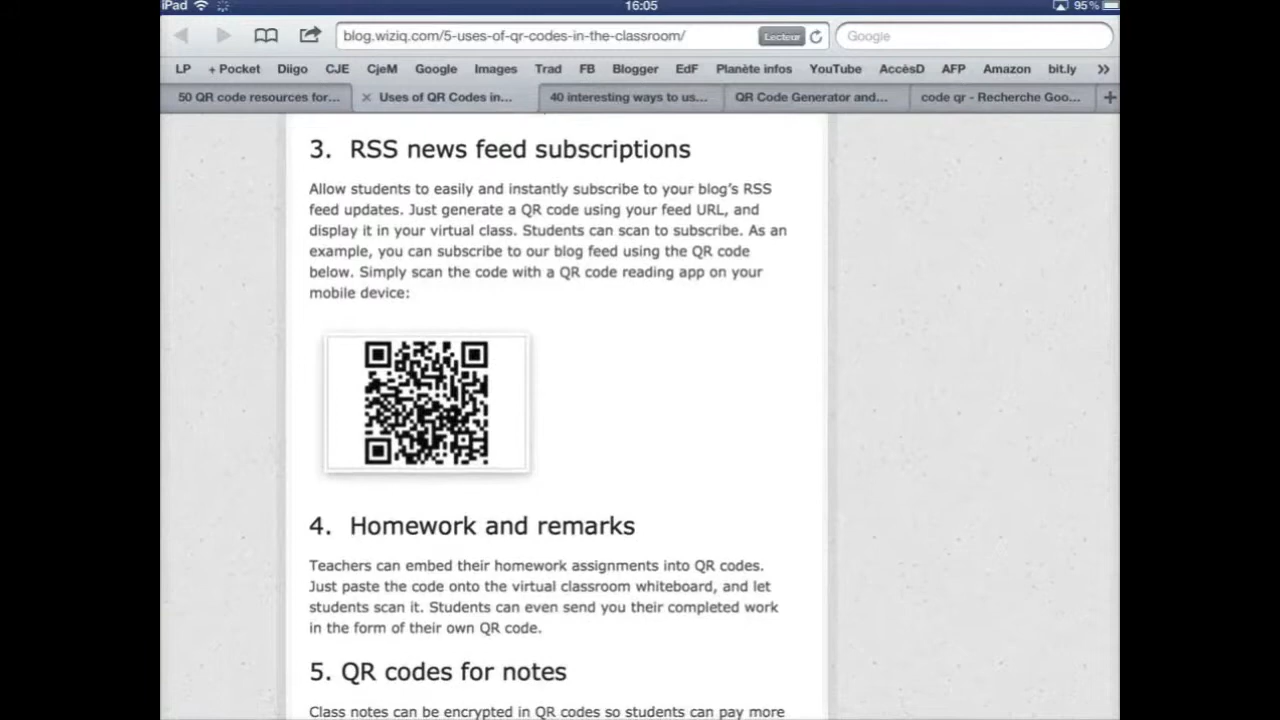 iPad 16:05 95%
blog.wiziq.com/5-uses-of-qr-codes-in-the-classroom/ Lecteur Google
LP + Pocket Diigo CJE CjeM Google Images Trad FB Blogger EdF Planète infos YouTube AccèsD AFP Amazon bit.ly »
50 QR code resources for... × Uses of QR Codes in... 40 interesting ways to us... QR Code Generator and... code qr - Recherche Goo... +
3. RSS news feed subscriptions
Allow students to easily and instantly subscribe to your blog's RSS
feed updates. Just generate a QR code using your feed URL, and
display it in your virtual class. Students can scan to subscribe. As an
example, you can subscribe to our blog feed using the QR code
below. Simply scan the code with a QR code reading app on your
mobile device:
4. Homework and remarks
Teachers can embed their homework assignments into QR codes.
Just paste the code onto the virtual classroom whiteboard, and let
students scan it. Students can even send you their completed work
in the form of their own QR code.
5. QR codes for notes
Class notes can be encrypted in QR codes so students can pay more